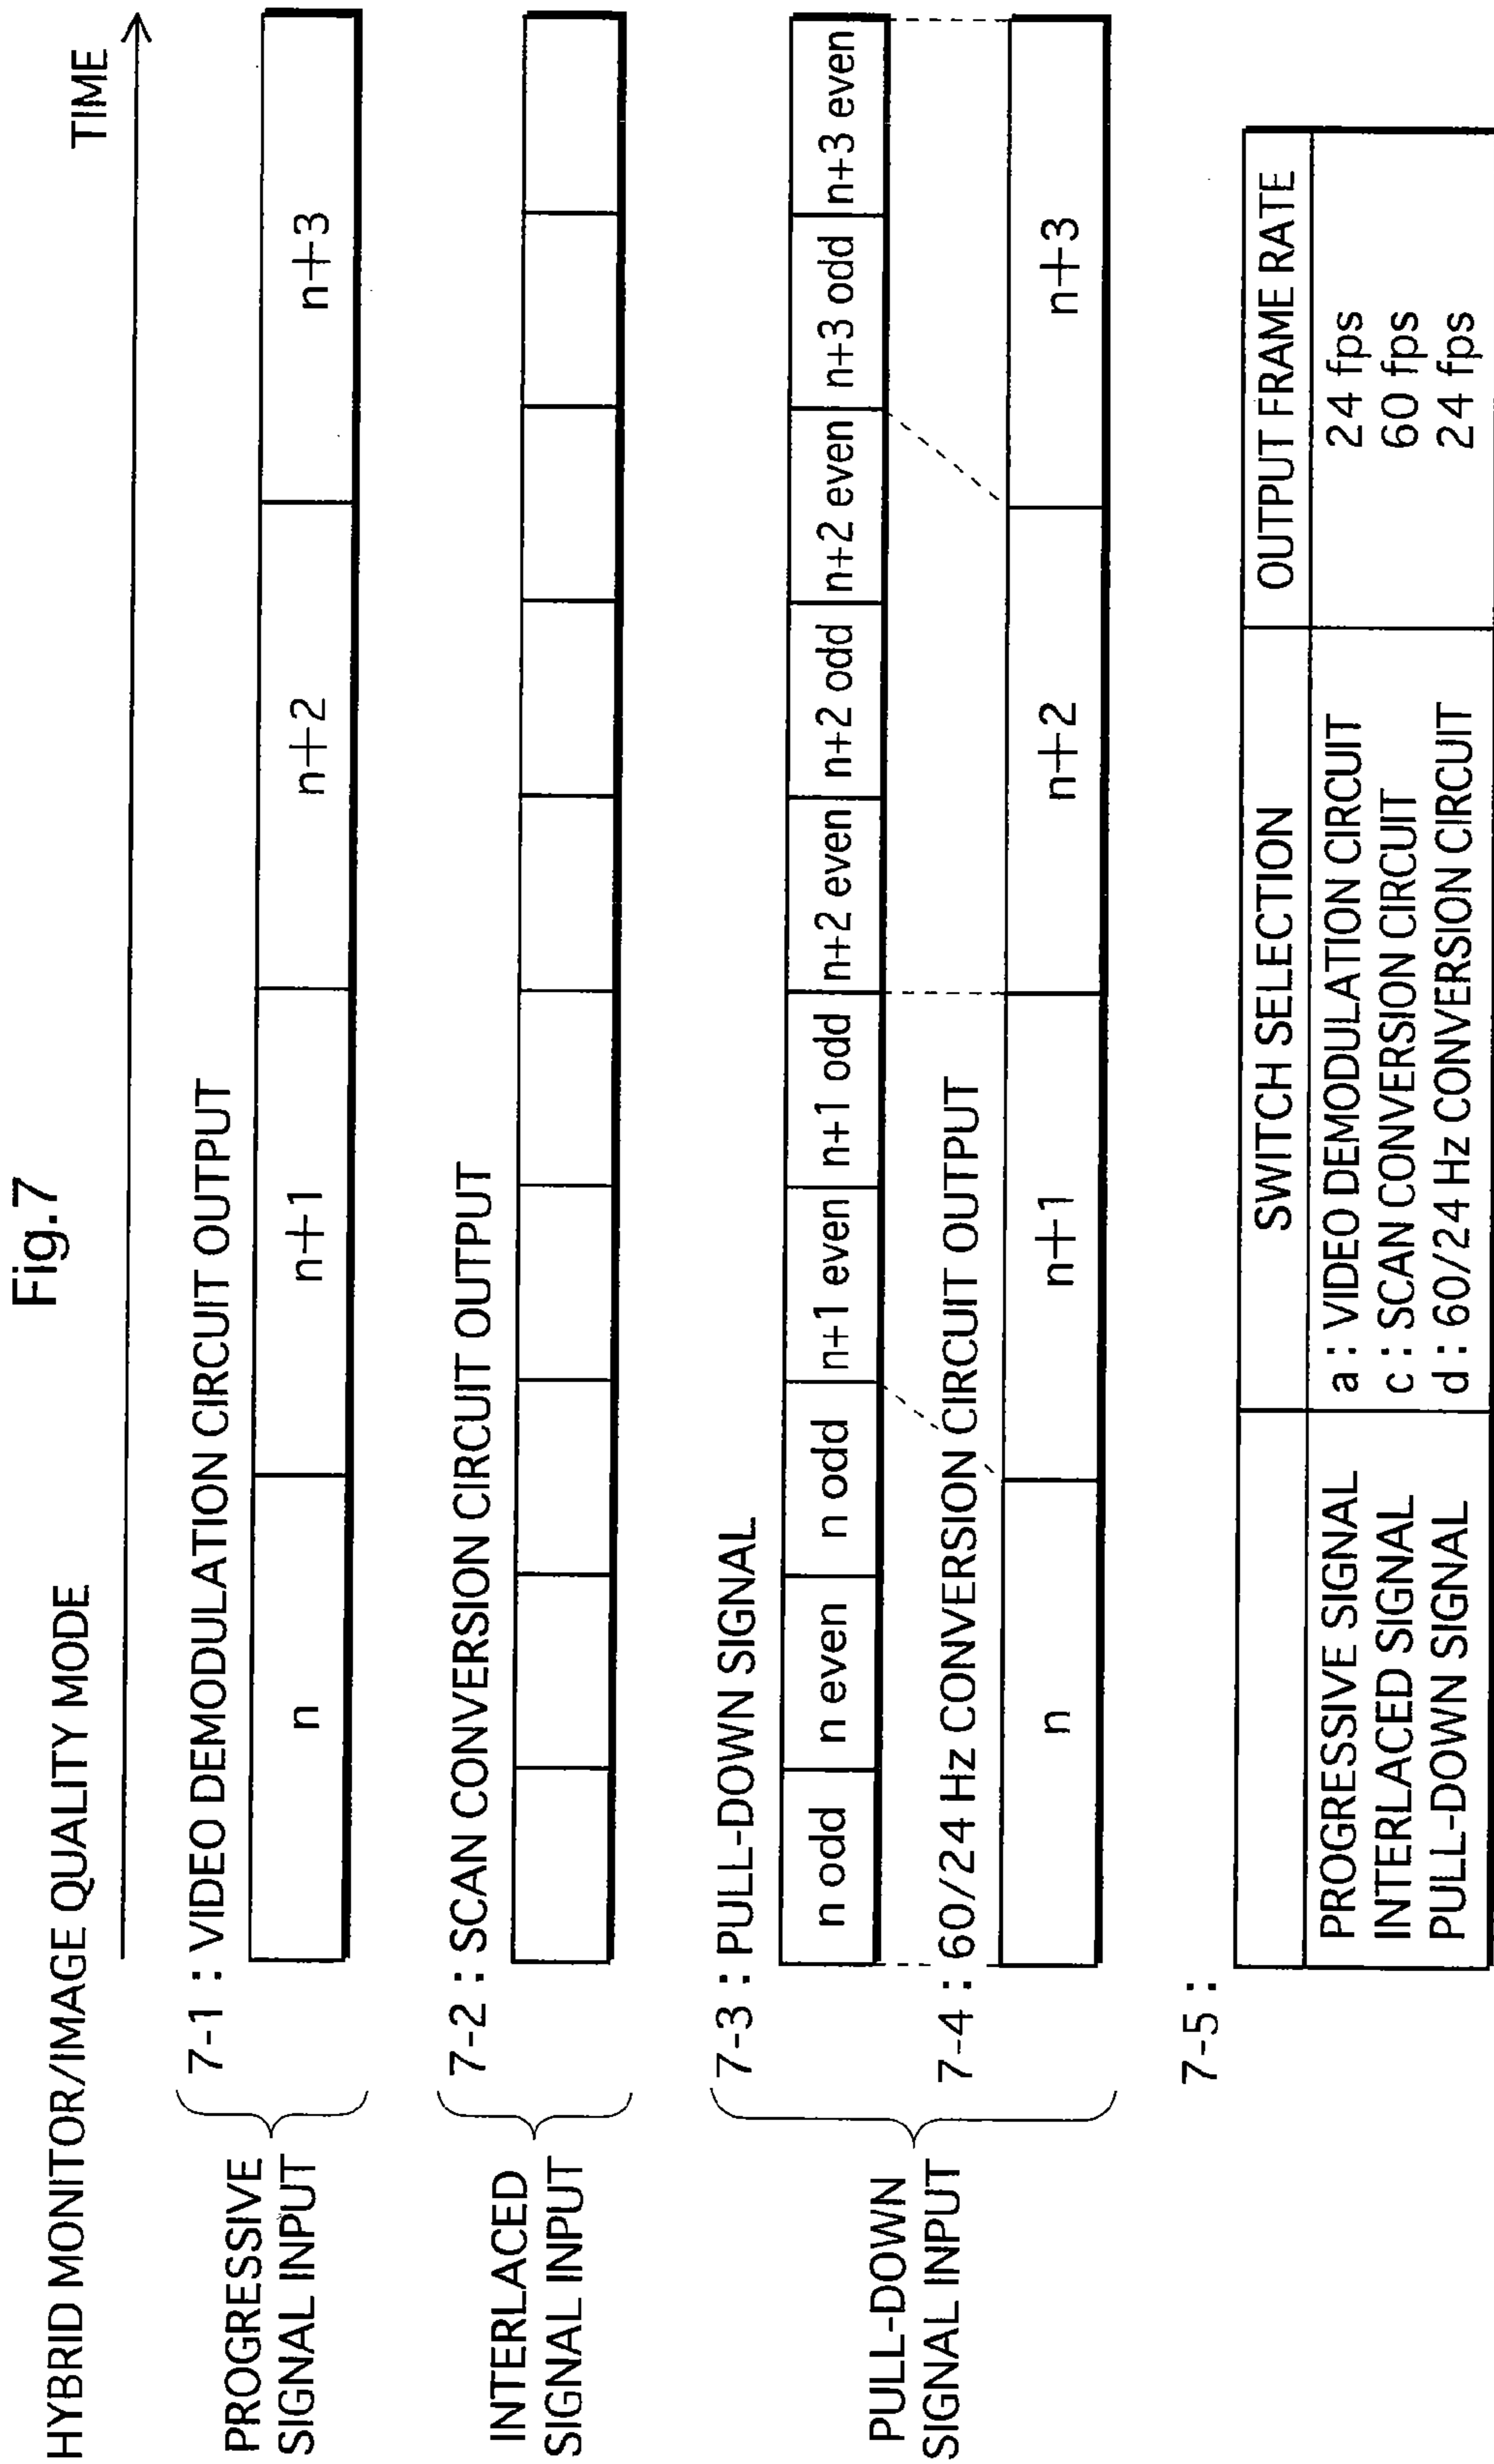 Fig.7
HYBRID MONITOR/IMAGE QUALITY MODE
TIME
PROGRESSIVE
SIGNAL INPUT
7-1 : VIDEO DEMODULATION CIRCUIT OUTPUT
n n+1 n+2 n+3
INTERLACED
SIGNAL INPUT
7-2 : SCAN CONVERSION CIRCUIT OUTPUT
PULL-DOWN
SIGNAL INPUT
7-3 : PULL-DOWN SIGNAL
n odd n even n odd n+1 even n+1 odd n+2 even n+2 odd n+2 even n+3 odd n+3 even
7-4 : 60/24 Hz CONVERSION CIRCUIT OUTPUT
n n+1 n+2 n+3
7-5 :
SWITCH SELECTION OUTPUT FRAME RATE
PROGRESSIVE SIGNAL a : VIDEO DEMODULATION CIRCUIT 24 fps
INTERLACED SIGNAL c : SCAN CONVERSION CIRCUIT 60 fps
PULL-DOWN SIGNAL d : 60/24 Hz CONVERSION CIRCUIT 24 fps